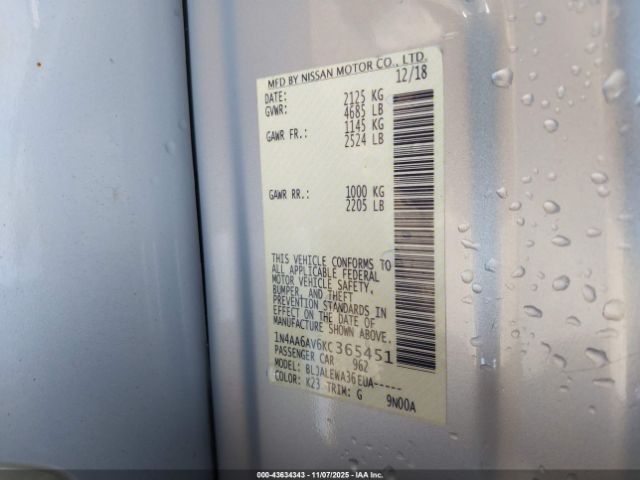 MFD BY NISSAN MOTOR CO., LTD.
12/18
DATE: 2125 KG
GVWR: 4685 LB
GAWR FR.: 1145 KG
2524 LB
GAWR RR.: 1000 KG
2205 LB
THIS VEHICLE CONFORMS TO
ALL APPLICABLE FEDERAL
MOTOR VEHICLE SAFETY,
BUMPER, AND THEFT
PREVENTION STANDARDS IN
EFFECT ON THE DATE OF
MANUFACTURE SHOWN ABOVE.
1N4AA6AV6KC365451
PASSENGER CAR 962
MODEL: BLJALEWA36EUA-----
COLOR: K23 TRIM: G 9N00A
000-43634343 - 11/07/2025 - IAA Inc.